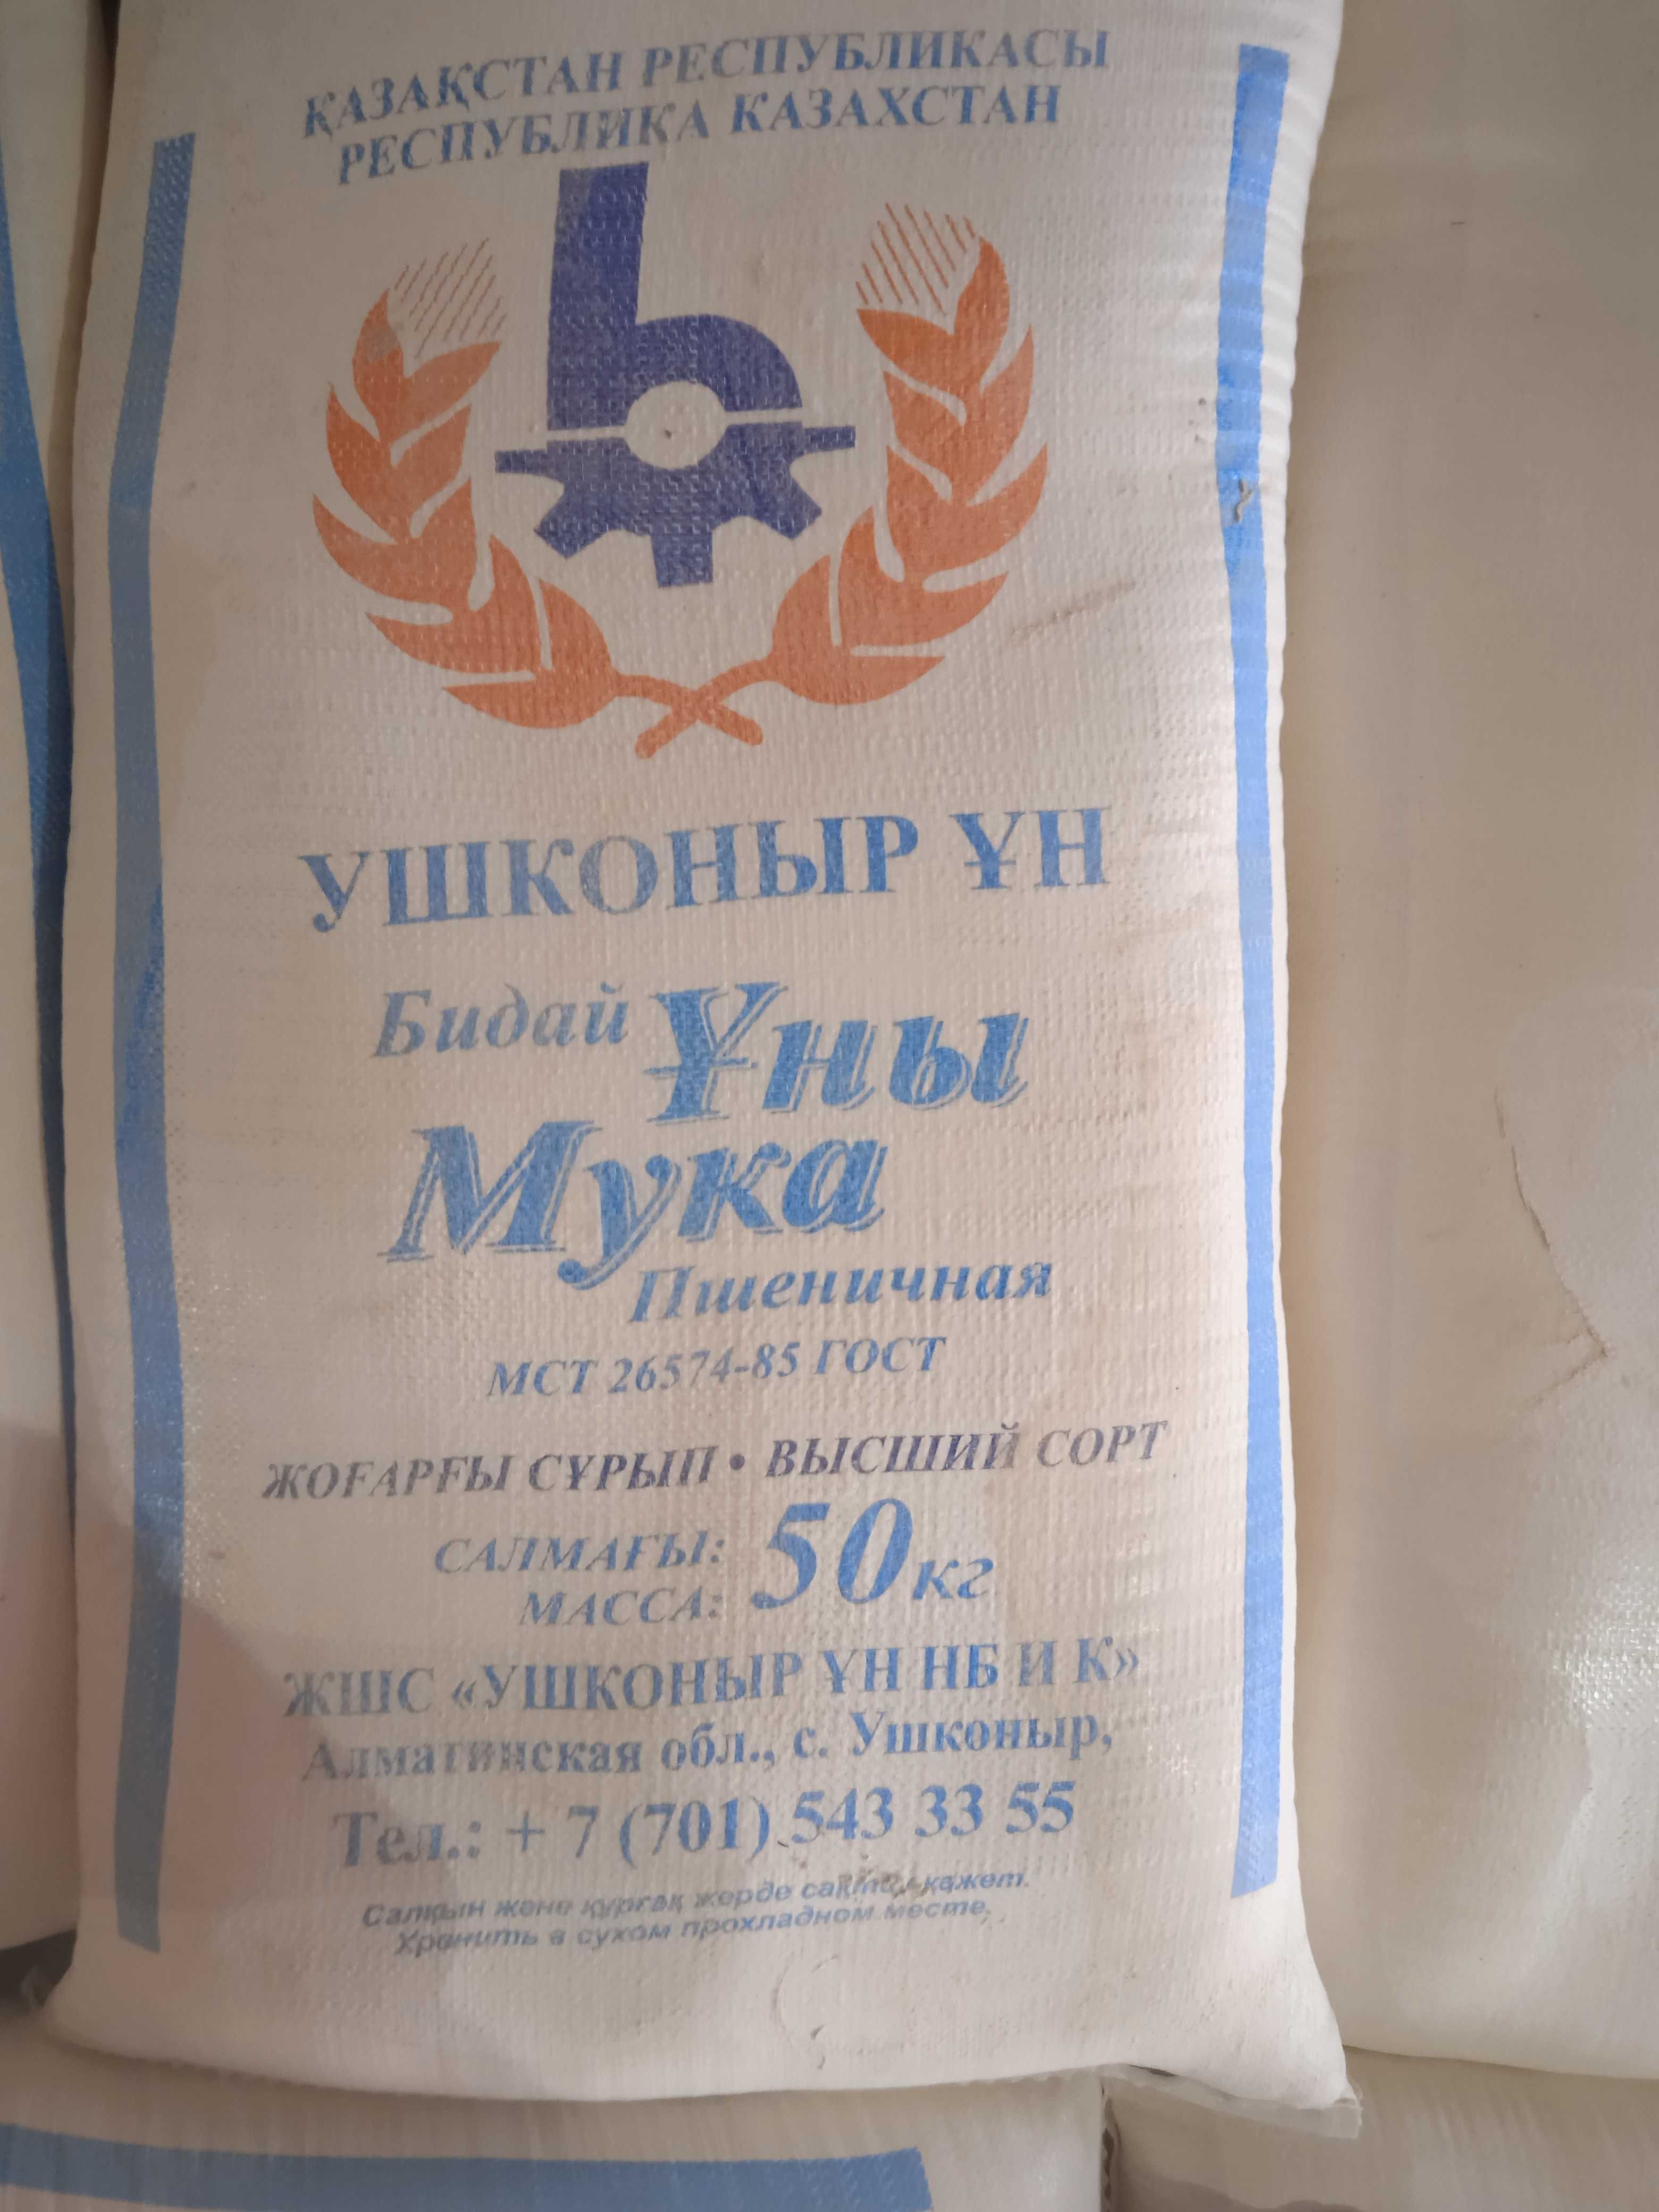 ҚАЗАҚСТАН РЕСПУБЛИКАСЫ
РЕСПУБЛИКА КАЗАХСТАН
УШКОНЫР ҰН
Бидай Ұны
Мука
Пшеничная
МСТ 26574-85 ГОСТ
ЖОҒАРҒЫ СҰРЫП • ВЫСШИЙ СОРТ
САЛМАҒЫ: 50кг
МАССА:
ЖШС «УШКОНЫР ҰН НБ И К»
Алматинская обл., с. Ушконыр,
Тел.: + 7 (701) 543 33 55
Салқын және құрғақ жерде сақтау қажет.
Хранить в сухом прохладном месте.